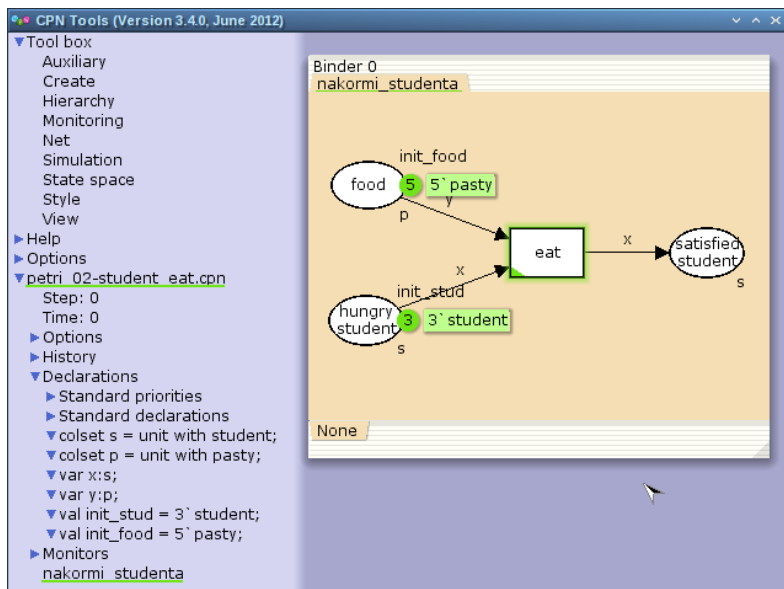 CPN Tools (Version 3.4.0, June 2012)
Tool box
Auxiliary
Create
Hierarchy
Monitoring
Net
Simulation
State space
Style
View
Help
Options
petri_02-student_eat.cpn
Step: 0
Time: 0
Options
History
Declarations
Standard priorities
Standard declarations
colset s = unit with student;
colset p = unit with pasty;
var x:s;
var y:p;
val init_stud = 3`student;
val init_food = 5`pasty;
Monitors
nakormi_studenta
Binder 0
nakormi_studenta
init_food
food
5
5`pasty
y
p
eat
x
satisfied
student
s
x
init_stud
hungry
student
3
3`student
s
None